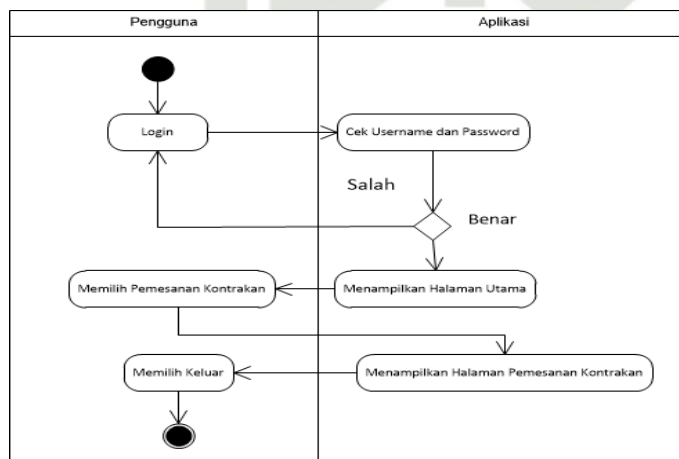 Pengguna
Aplikasi
Login
Cek Username dan Password
Salah
Benar
Memilih Pemesanan Kontrakan
Menampilkan Halaman Utama
Memilih Keluar
Menampilkan Halaman Pemesanan Kontrakan